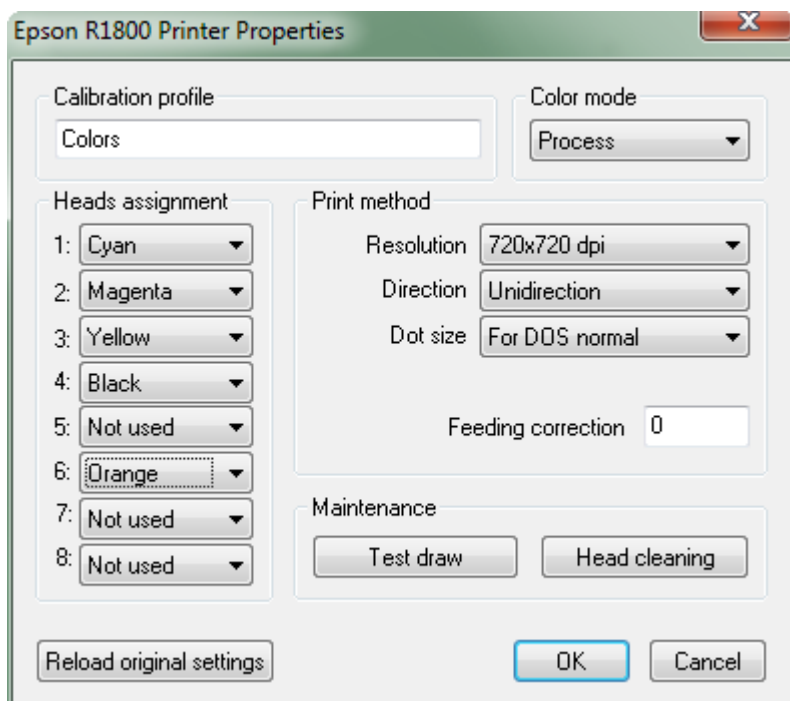 Epson R1800 Printer Properties
Calibration profile
Colors
Color mode
Process
Heads assignment
1: Cyan
2: Magenta
3: Yellow
4: Black
5: Not used
6: Orange
7: Not used
8: Not used
Print method
Resolution 720x720 dpi
Direction Unidirection
Dot size For DOS normal
Feeding correction 0
Maintenance
Test draw Head cleaning
Reload original settings OK Cancel